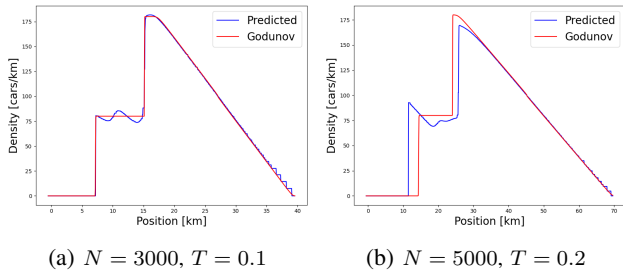 175
150
125
100
75
50
25
0
Density [cars/km]
0 5 10 15 20 25 30 35 40
Position [km]
Predicted
Godunov
(a) N = 3000, T = 0.1
175
150
125
100
75
50
25
0
Density [cars/km]
0 10 20 30 40 50 60 70
Position [km]
Predicted
Godunov
(b) N = 5000, T = 0.2